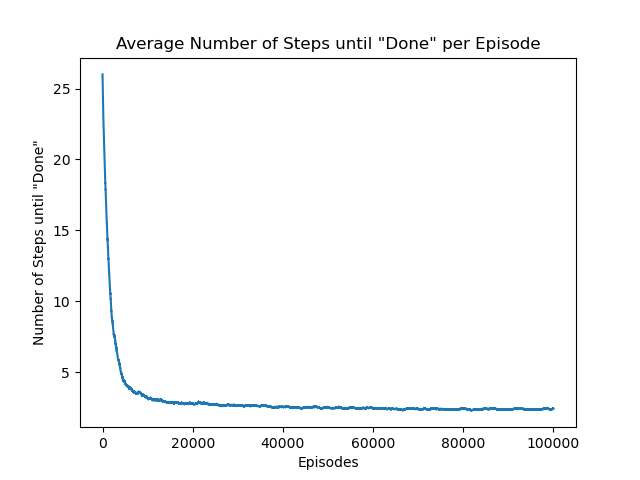 Average Number of Steps until "Done" per Episode
Number of Steps until "Done"
25
20
15
10
5
0 20000 40000 60000 80000 100000
Episodes